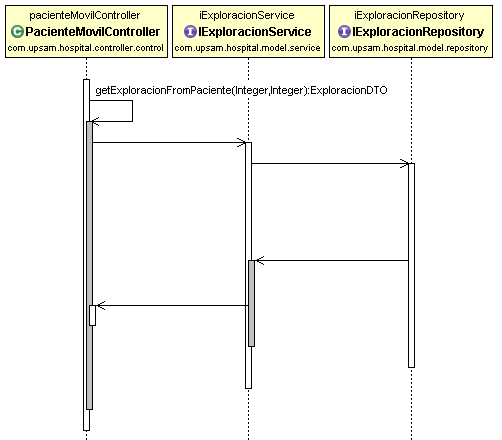 pacienteMovilController
C PacienteMovilController
com.upsam.hospital.controller.control
iExploracionService
I IExploracionService
com.upsam.hospital.model.service
iExploracionRepository
I IExploracionRepository
com.upsam.hospital.model.repository
getExploracionFromPaciente(Integer,Integer):ExploracionDTO